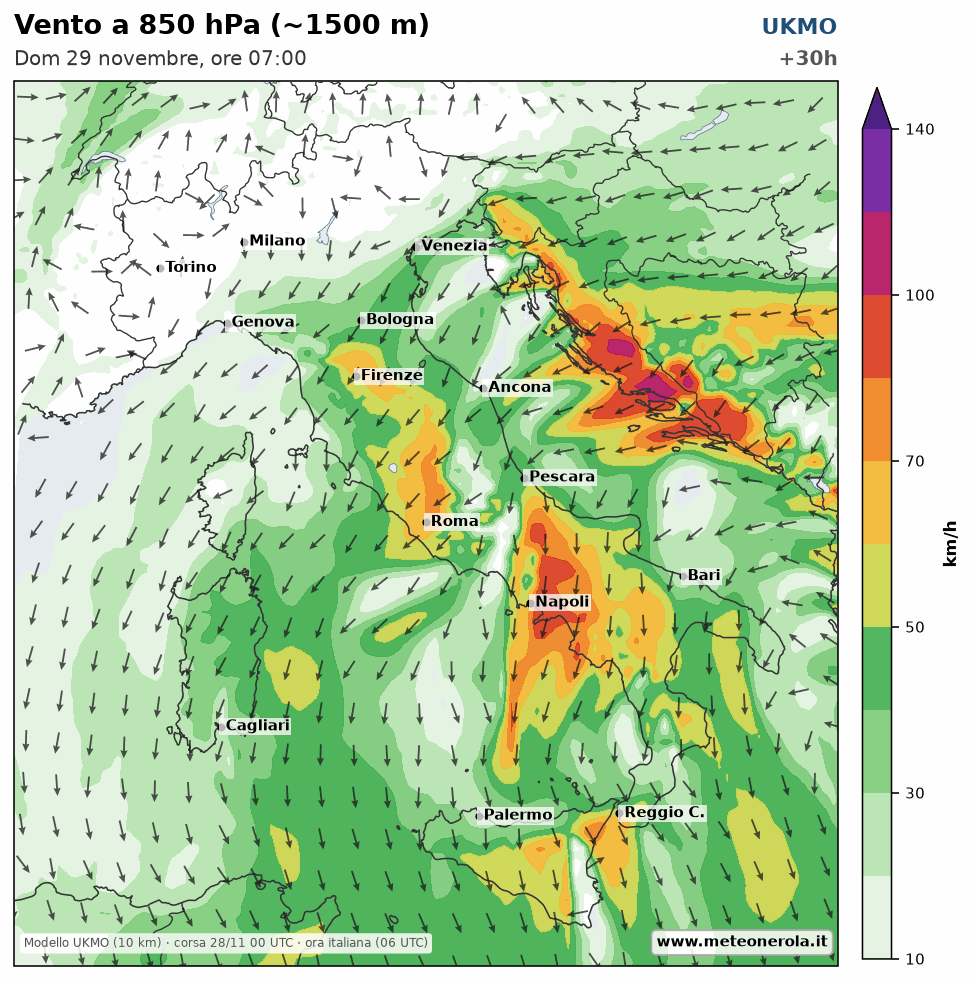 Vento a 850 hPa (~1500 m)
UKMO
Dom 29 novembre, ore 07:00
+30h
140
100
70
50
30
10
km/h
Milano
Venezia
Torino
Genova
Bologna
Firenze
Ancona
Pescara
Roma
Bari
Napoli
Cagliari
Palermo
Reggio C.
Modello UKMO (10 km) · corsa 28/11 00 UTC · ora italiana (06 UTC)
www.meteonerola.it